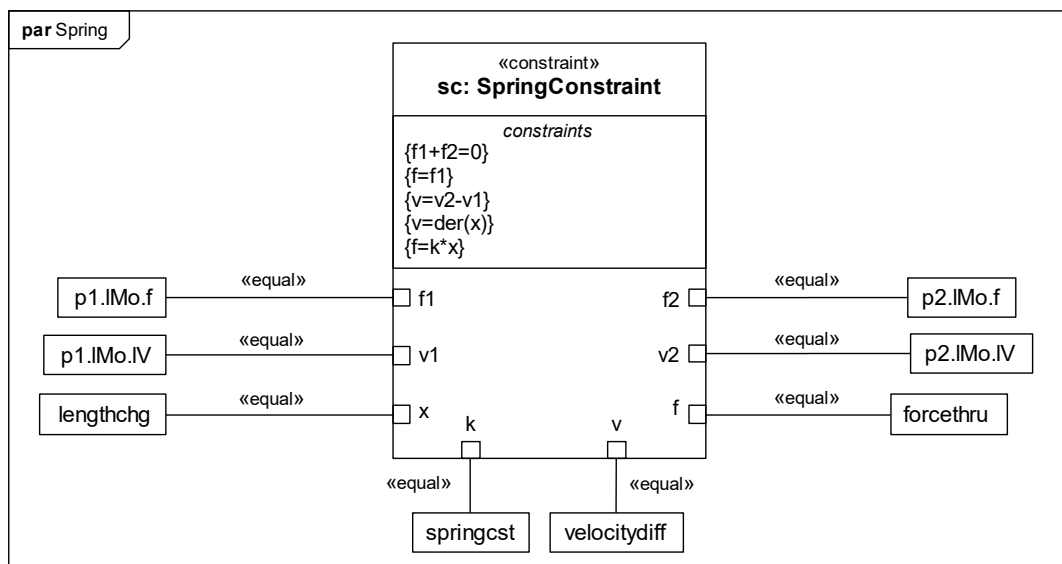 par Spring
«constraint»
sc: SpringConstraint
constraints
{f1+f2=0}
{f=f1}
{v=v2-v1}
{v=der(x)}
{f=k*x}
p1.lMo.f
«equal»
f1
f2
«equal»
p2.lMo.f
p1.lMo.lV
«equal»
v1
v2
«equal»
p2.lMo.lV
lengthchg
«equal»
x
f
«equal»
forcethru
k
v
«equal»
«equal»
springcst
velocitydiff